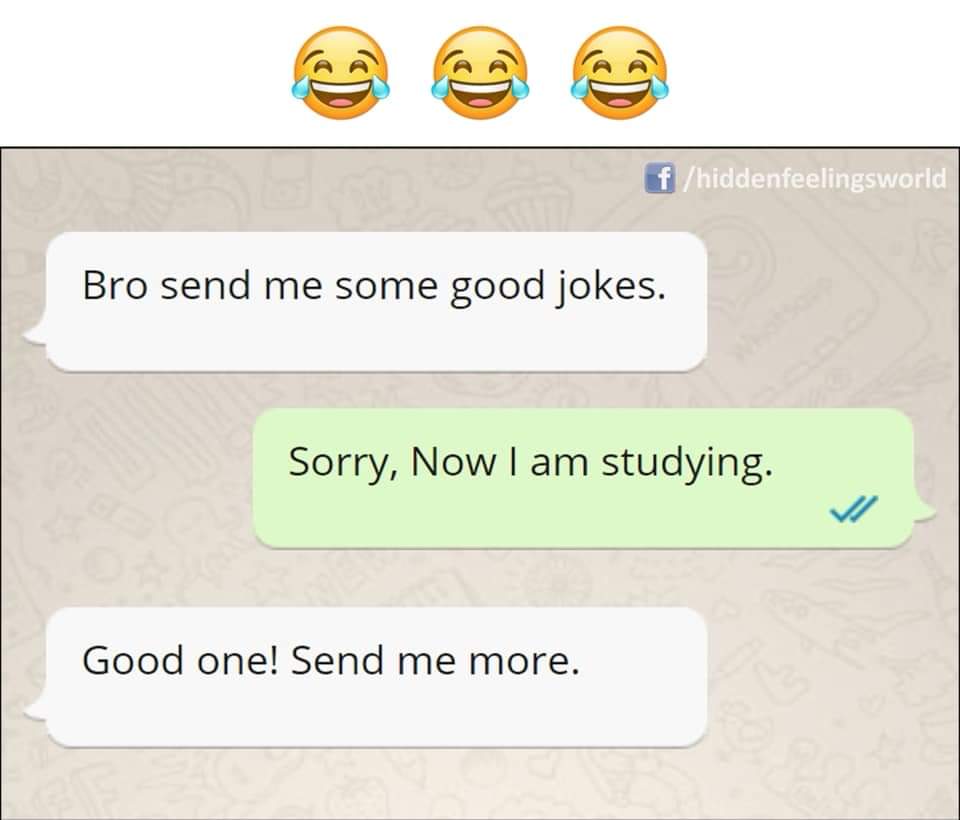 😂 😂 😂
f /hiddenfeelingsworld
Bro send me some good jokes.
Sorry, Now I am studying.
Good one! Send me more.